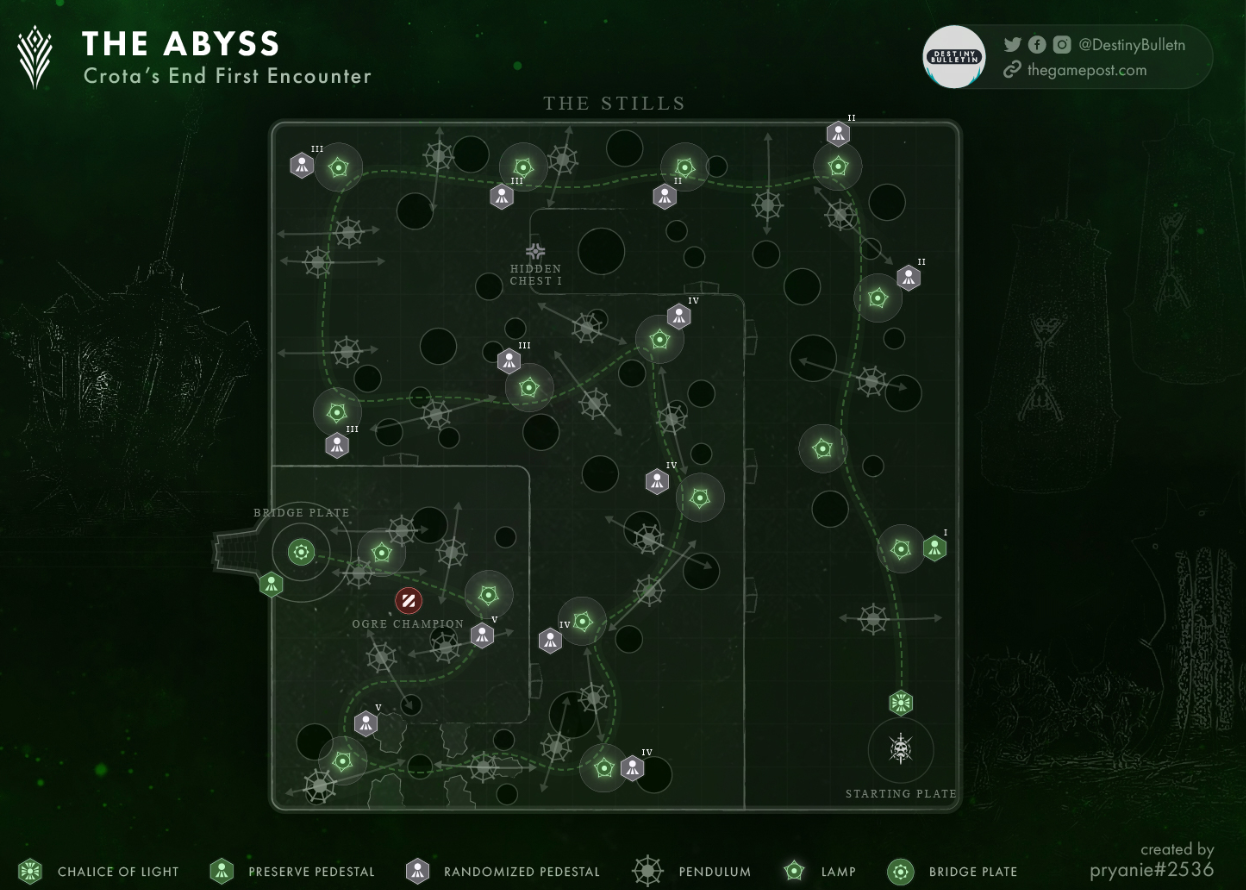 THE ABYSS
Crota's End First Encounter
DESTINY
BULLETIN
@DestinyBulletn
thegamepost.com
THE STILLS
II
III
III
II
II
HIDDEN
CHEST I
IV
III
III
IV
BRIDGE PLATE
I
OGRE CHAMPION
V
IV
V
IV
STARTING PLATE
CHALICE OF LIGHT
PRESERVE PEDESTAL
RANDOMIZED PEDESTAL
PENDULUM
LAMP
BRIDGE PLATE
created by
pryanie#2536